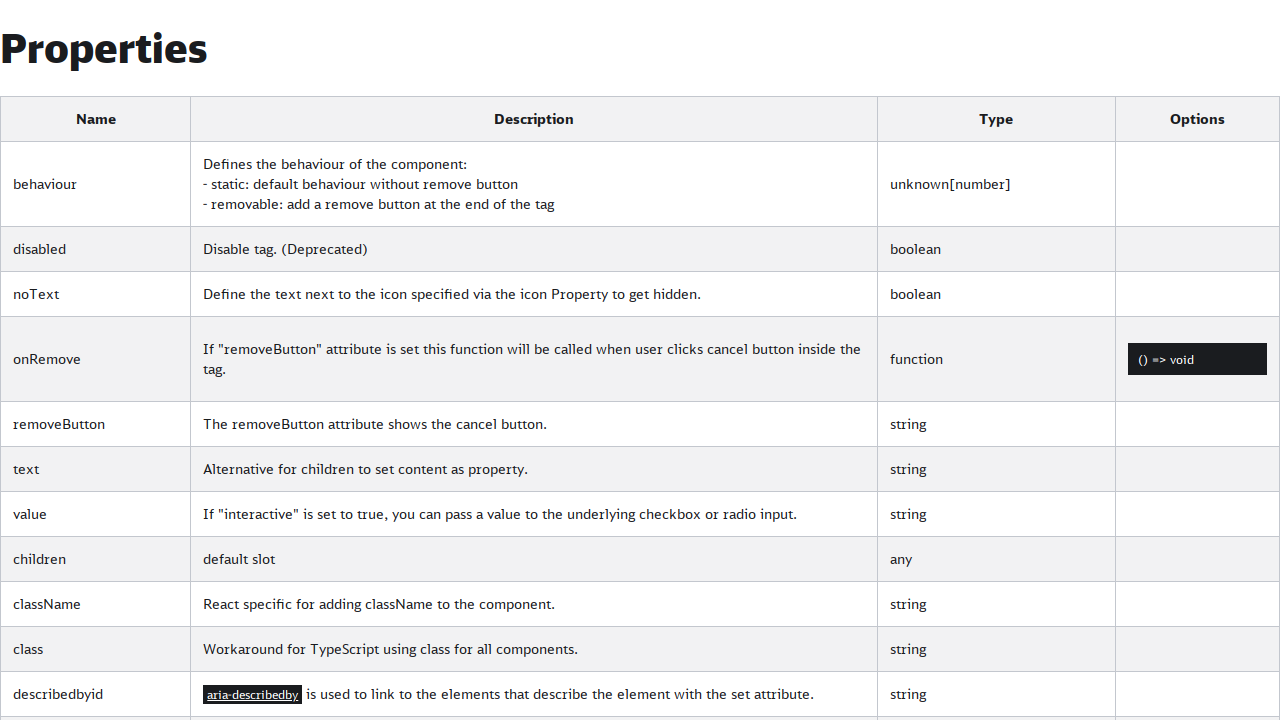 Properties
Name Description Type Options
behaviour Defines the behaviour of the component:
- static: default behaviour without remove button
- removable: add a remove button at the end of the tag unknown[number]
disabled Disable tag. (Deprecated) boolean
noText Define the text next to the icon specified via the icon Property to get hidden. boolean
onRemove If "removeButton" attribute is set this function will be called when user clicks cancel button inside the
tag. function () => void
removeButton The removeButton attribute shows the cancel button. string
text Alternative for children to set content as property. string
value If "interactive" is set to true, you can pass a value to the underlying checkbox or radio input. string
children default slot any
className React specific for adding className to the component. string
class Workaround for TypeScript using class for all components. string
describedbyid aria-describedby is used to link to the elements that describe the element with the set attribute. string